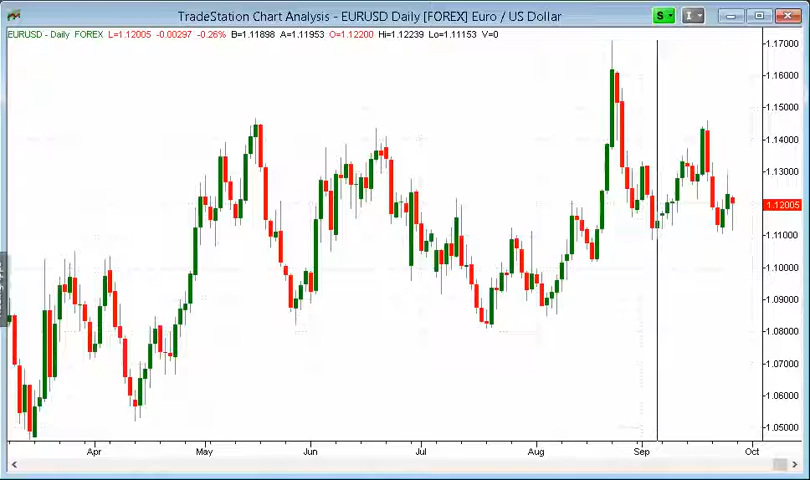 TradeStation Chart Analysis - EURUSD Daily [FOREX] Euro / US Dollar
S
I
EURUSD - Daily FOREX L=1.12005 -0.00297 -0.26% B=1.11898 A=1.11953 O=1.12200 Hi=1.12239 Lo=1.11153 V=0
1.17000
1.16000
1.15000
1.14000
1.13000
1.12005
1.11000
1.10000
1.09000
1.08000
1.07000
1.06000
1.05000
Apr May Jun Jul Aug Sep Oct